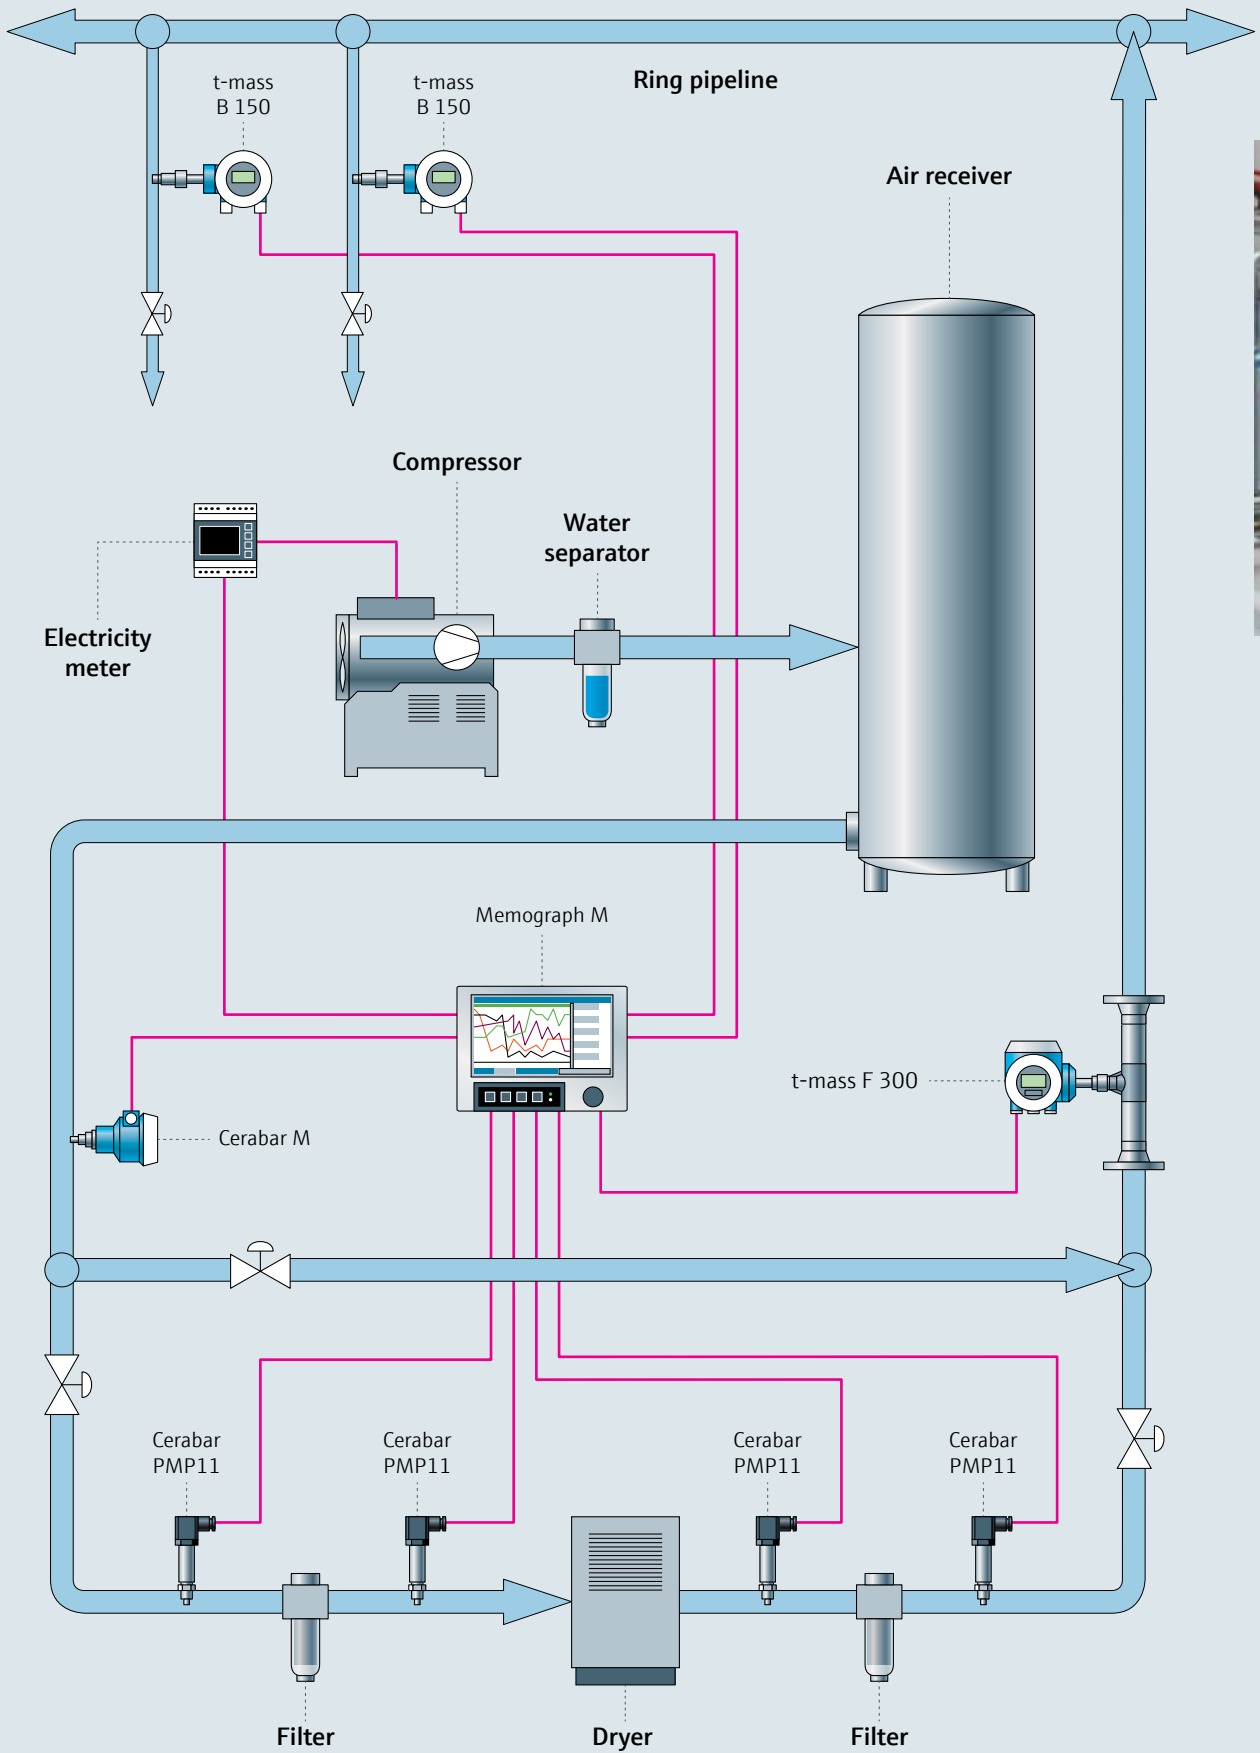 t-mass
B 150
t-mass
B 150
Ring pipeline
Air receiver
Compressor
Water
separator
Electricity
meter
Memograph M
t-mass F 300
Cerabar M
Cerabar
PMP11
Cerabar
PMP11
Cerabar
PMP11
Cerabar
PMP11
Filter
Dryer
Filter